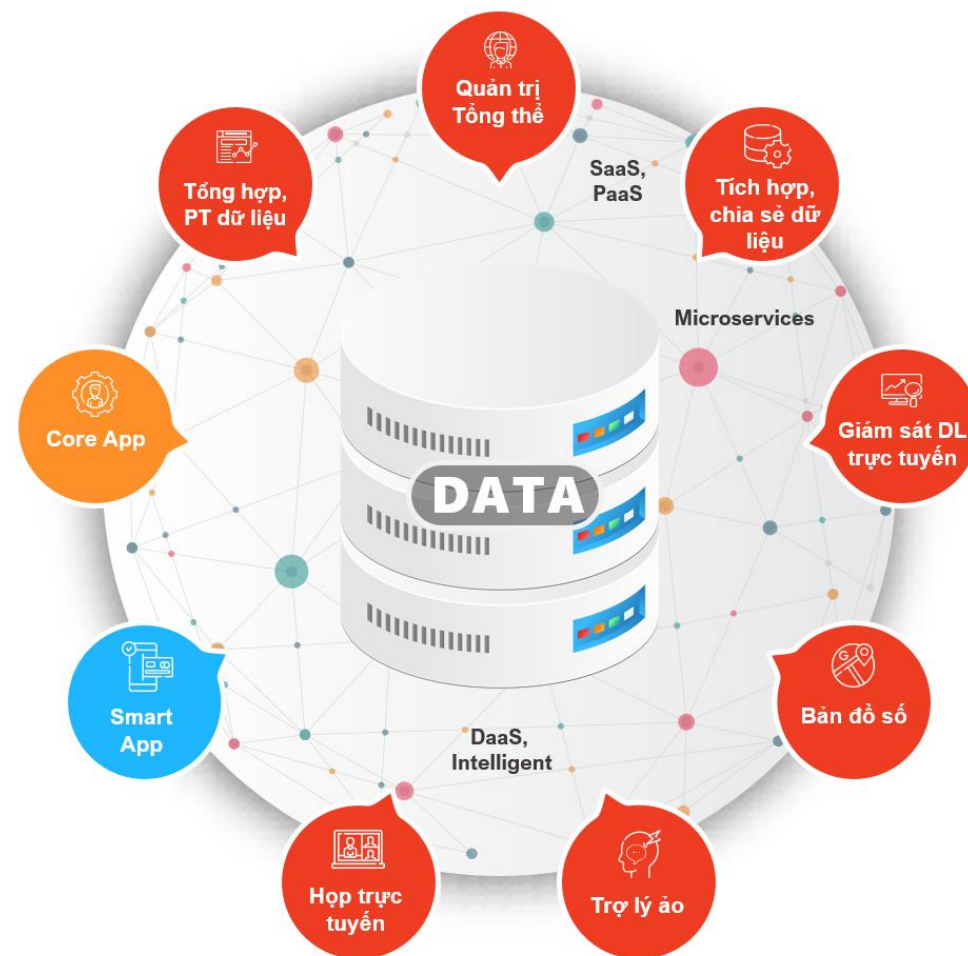 Quản trị
Tổng thể
SaaS,
PaaS
Tổng hợp,
PT dữ liệu
Tích hợp,
chia sẻ dữ
liệu
Microservices
Core App
Giám sát DL
trực tuyến
DATA
Smart
App
Bản đồ số
DaaS,
Intelligent
Họp trực
tuyến
Trợ lý ảo